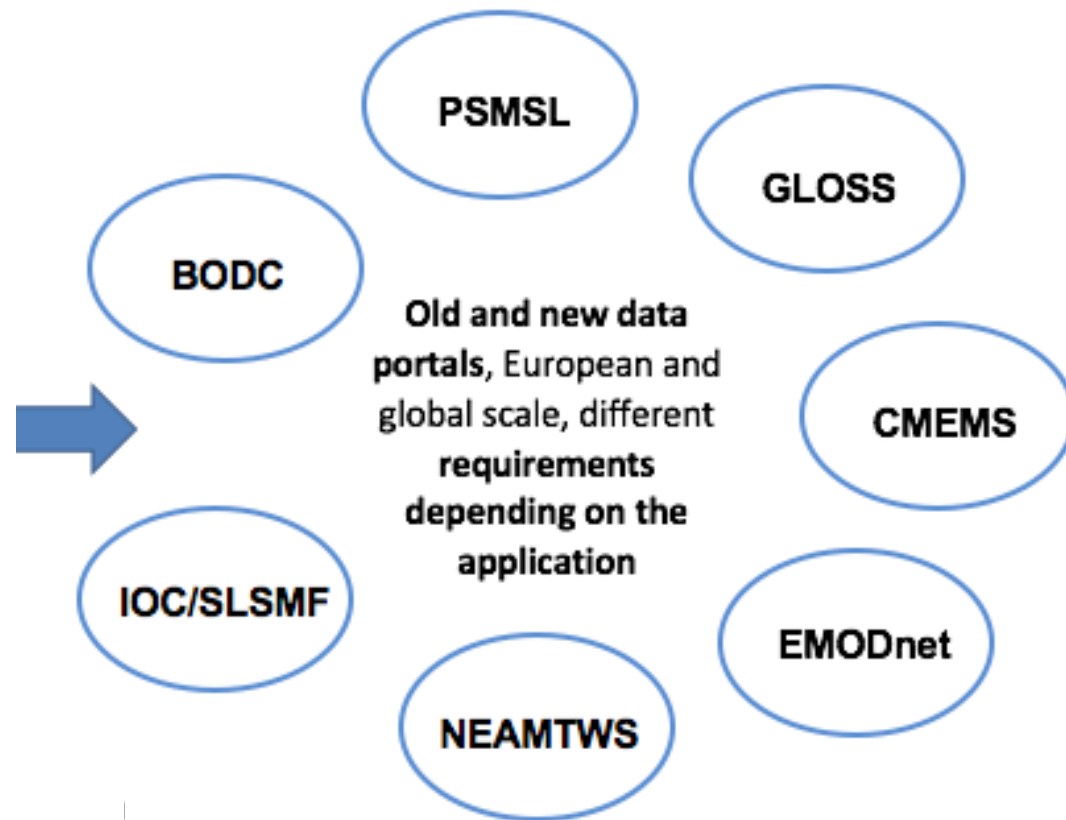 PSMSL
GLOSS
BODC
Old and new data
portals, European and
global scale, different
requirements
depending on the
application
CMEMS
IOC/SLSMF
EMODnet
NEAMTWS